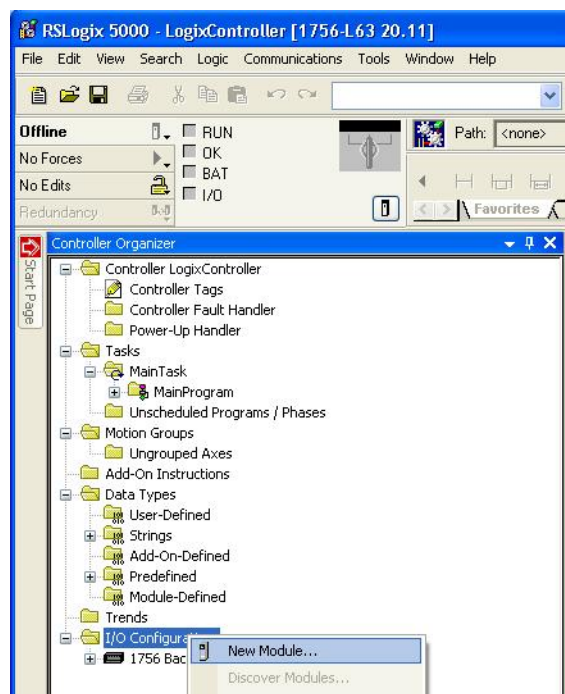 RSLogix 5000 - LogixController [1756-L63 20.11]
File Edit View Search Logic Communications Tools Window Help
Offline RUN Path: <none>
No Forces OK
No Edits BAT
Redundancy I/O
Favorites
Start Page
Controller Organizer
Controller LogixController
Controller Tags
Controller Fault Handler
Power-Up Handler
Tasks
MainTask
MainProgram
Unscheduled Programs / Phases
Motion Groups
Ungrouped Axes
Add-On Instructions
Data Types
User-Defined
Strings
Add-On-Defined
Predefined
Module-Defined
Trends
I/O Configurati
New Module...
1756 Bac
Discover Modules...